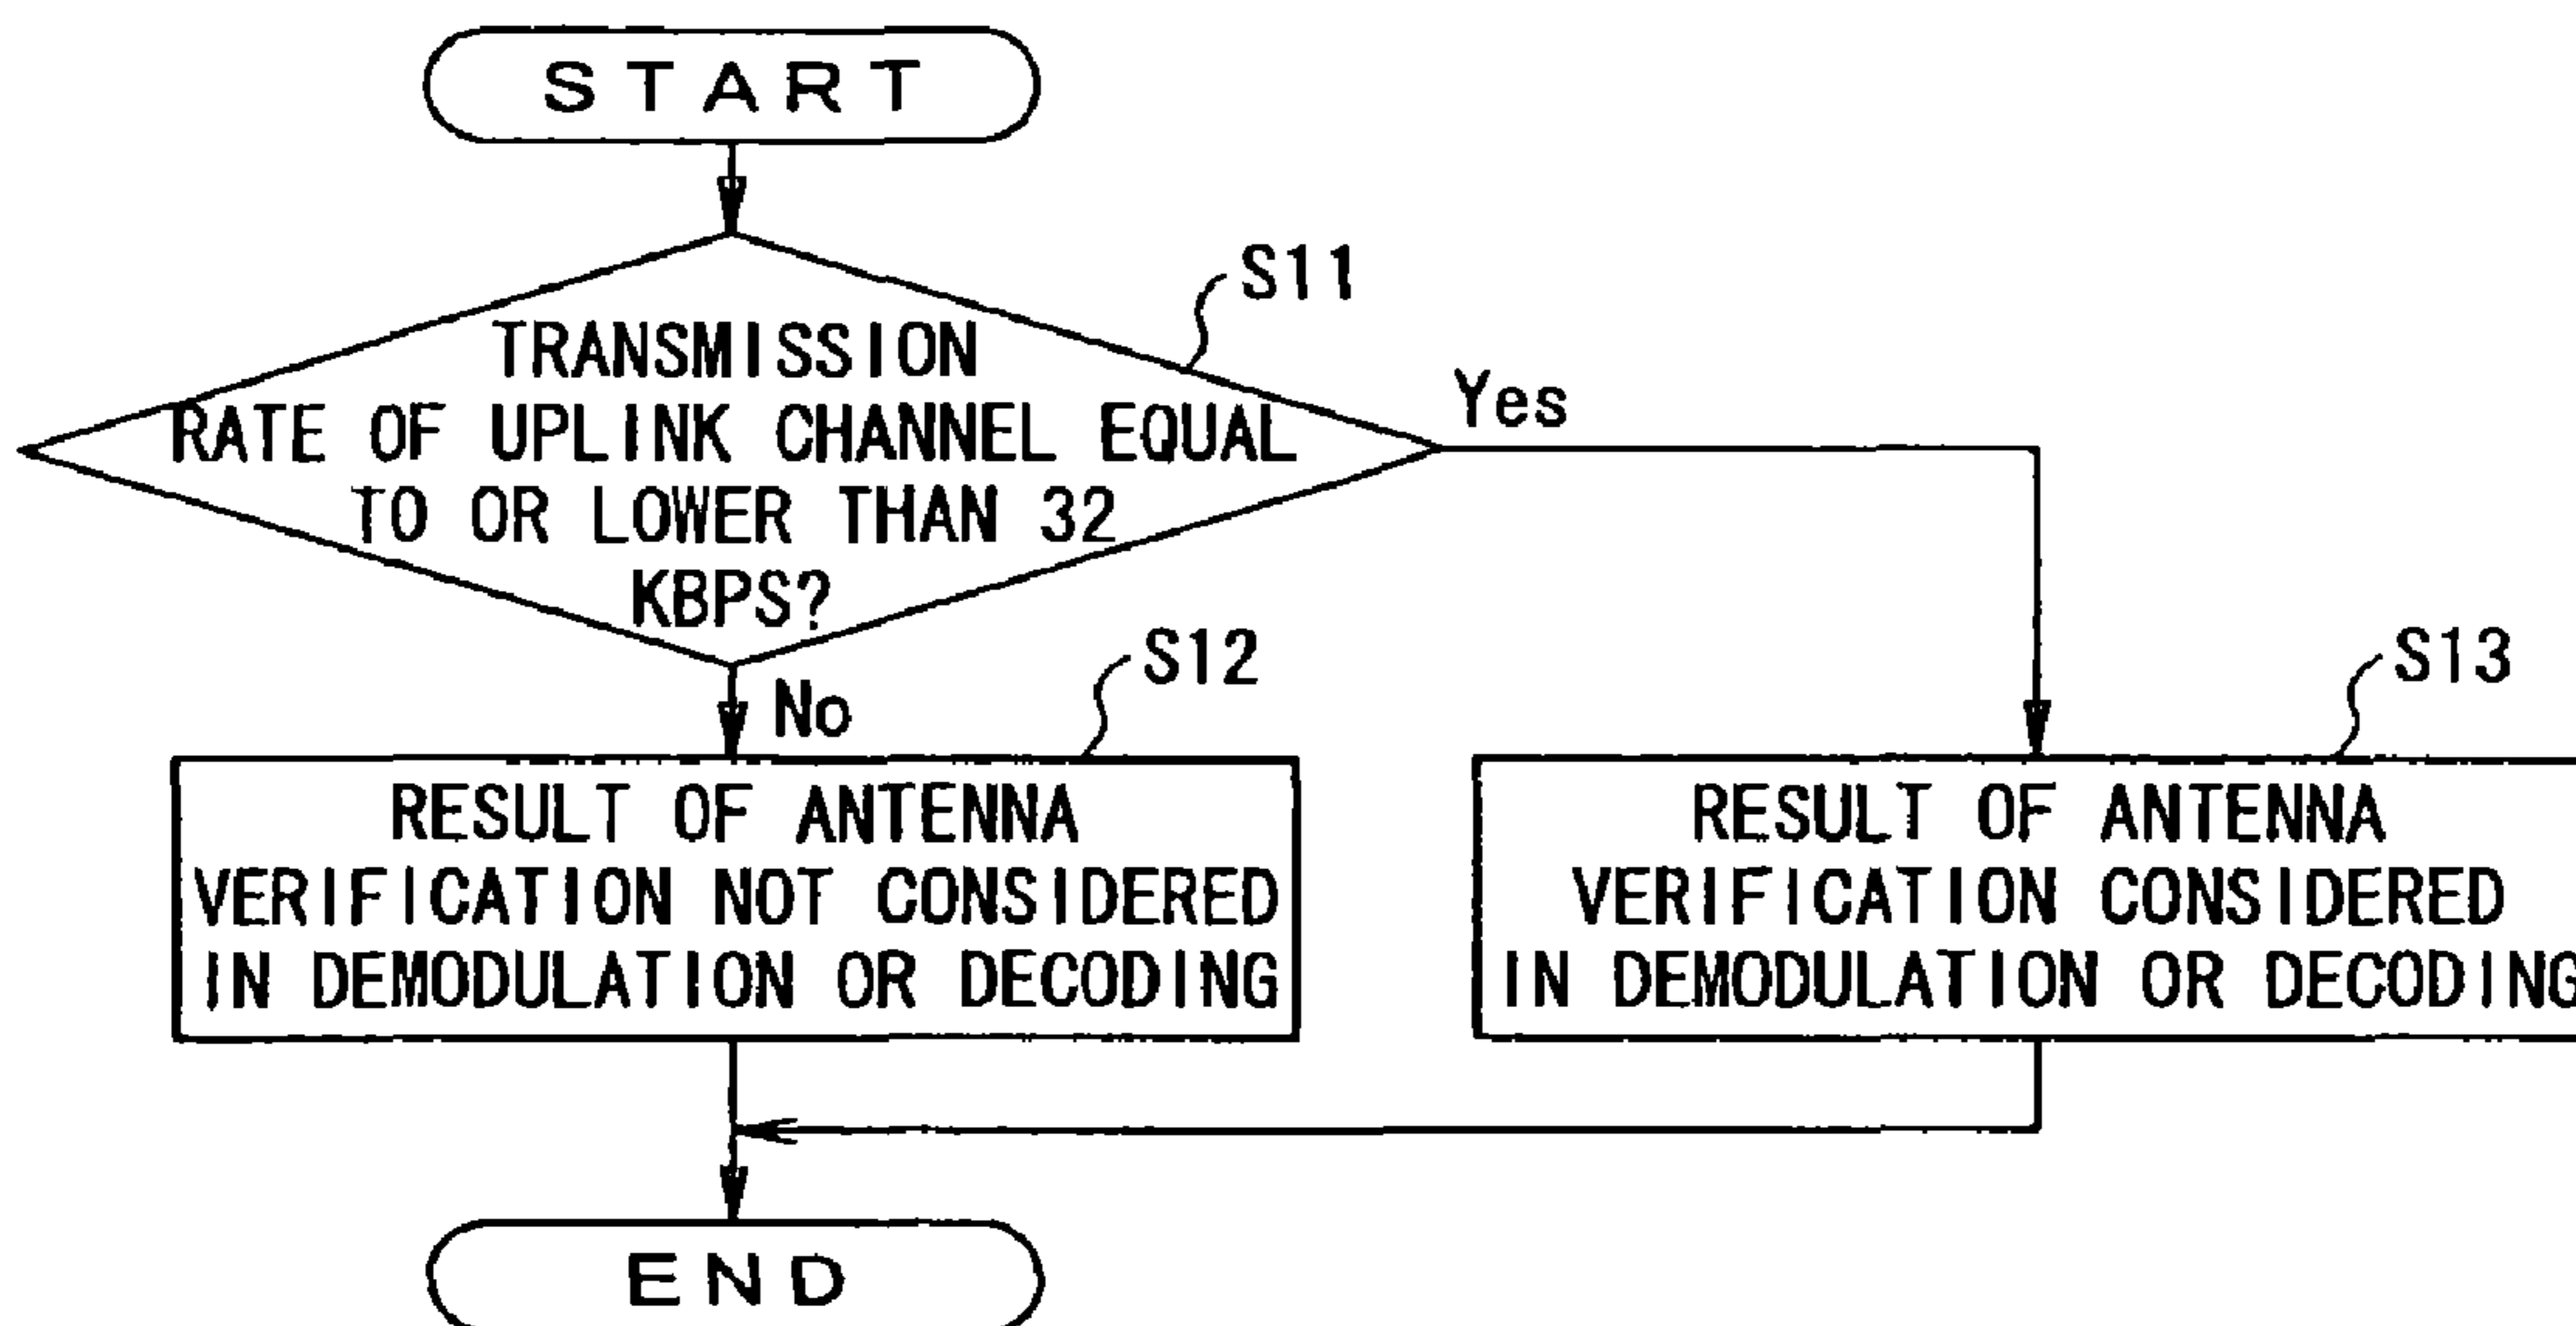 START
S11
TRANSMISSION
RATE OF UPLINK CHANNEL EQUAL
TO OR LOWER THAN 32
KBPS?
Yes
No
S12
RESULT OF ANTENNA
VERIFICATION NOT CONSIDERED
IN DEMODULATION OR DECODING
S13
RESULT OF ANTENNA
VERIFICATION CONSIDERED
IN DEMODULATION OR DECODING
END